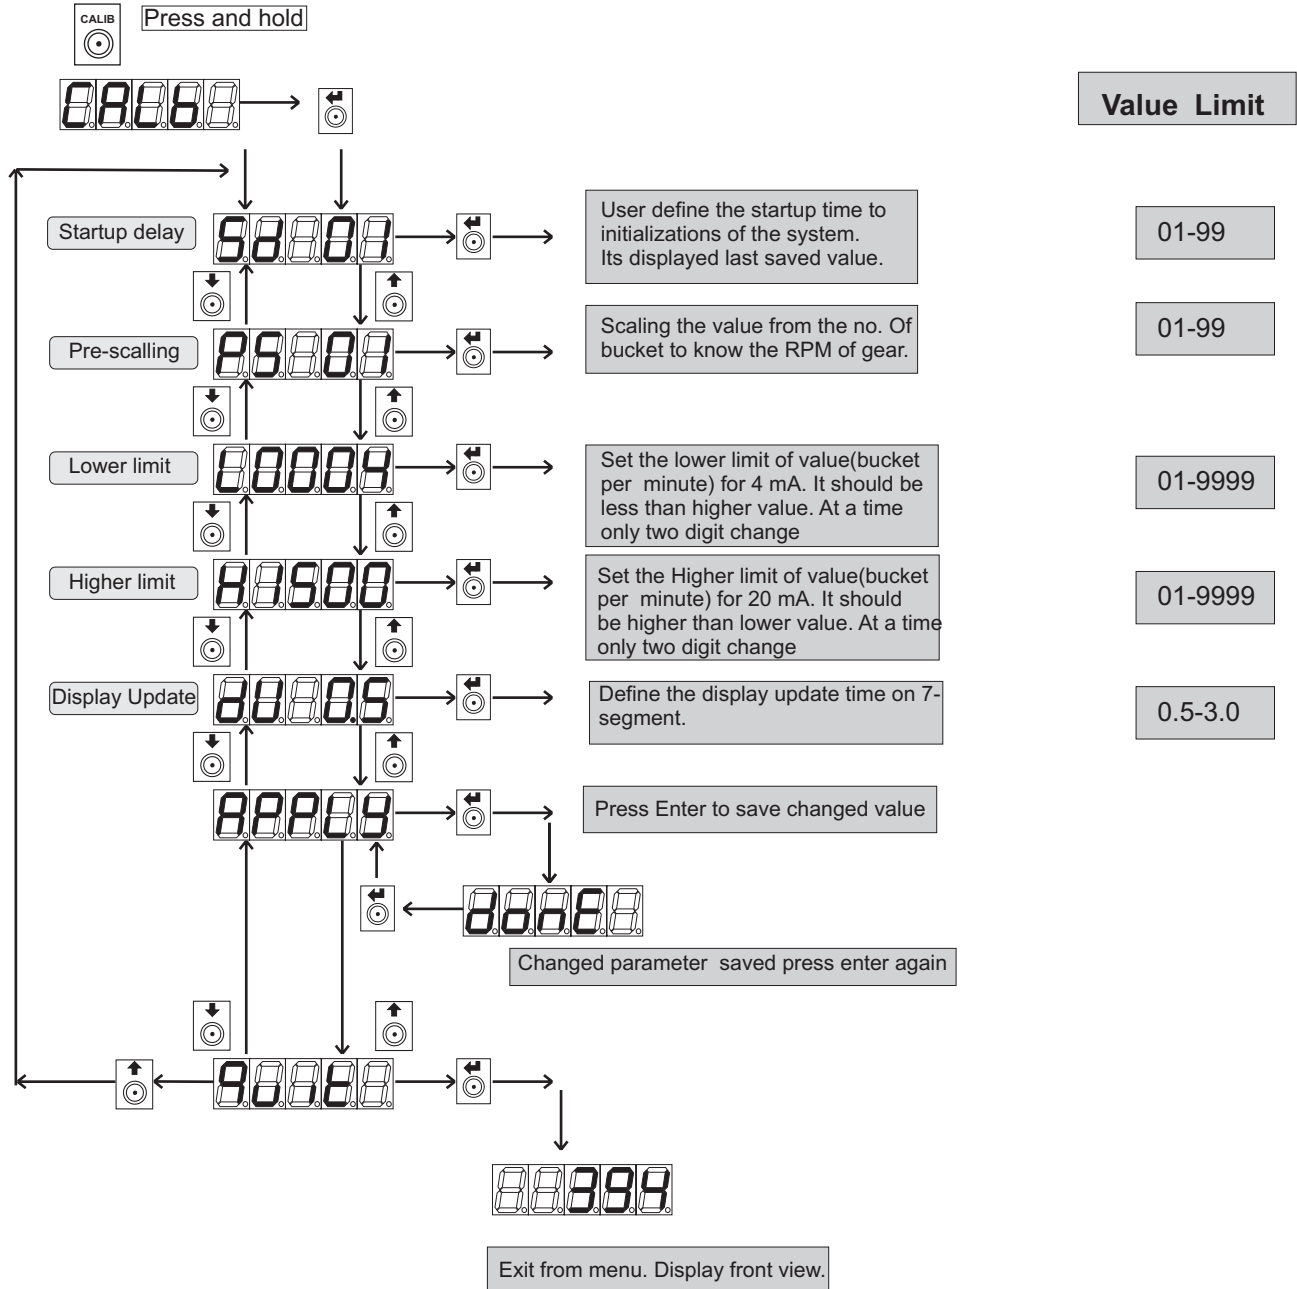 CALIB
Press and hold
CALb
Value Limit
Startup delay
Sd 01
User define the startup time to
initializations of the system.
Its displayed last saved value.
01-99
Pre-scalling
PS 01
Scaling the value from the no. Of
bucket to know the RPM of gear.
01-99
Lower limit
L0004
Set the lower limit of value(bucket
per minute) for 4 mA. It should be
less than higher value. At a time
only two digit change
01-9999
Higher limit
H1500
Set the Higher limit of value(bucket
per minute) for 20 mA. It should
be higher than lower value. At a time
only two digit change
01-9999
Display Update
dU 0.5
Define the display update time on 7-
segment.
0.5-3.0
APPLY
Press Enter to save changed value
donE
Changed parameter saved press enter again
quit
394
Exit from menu. Display front view.